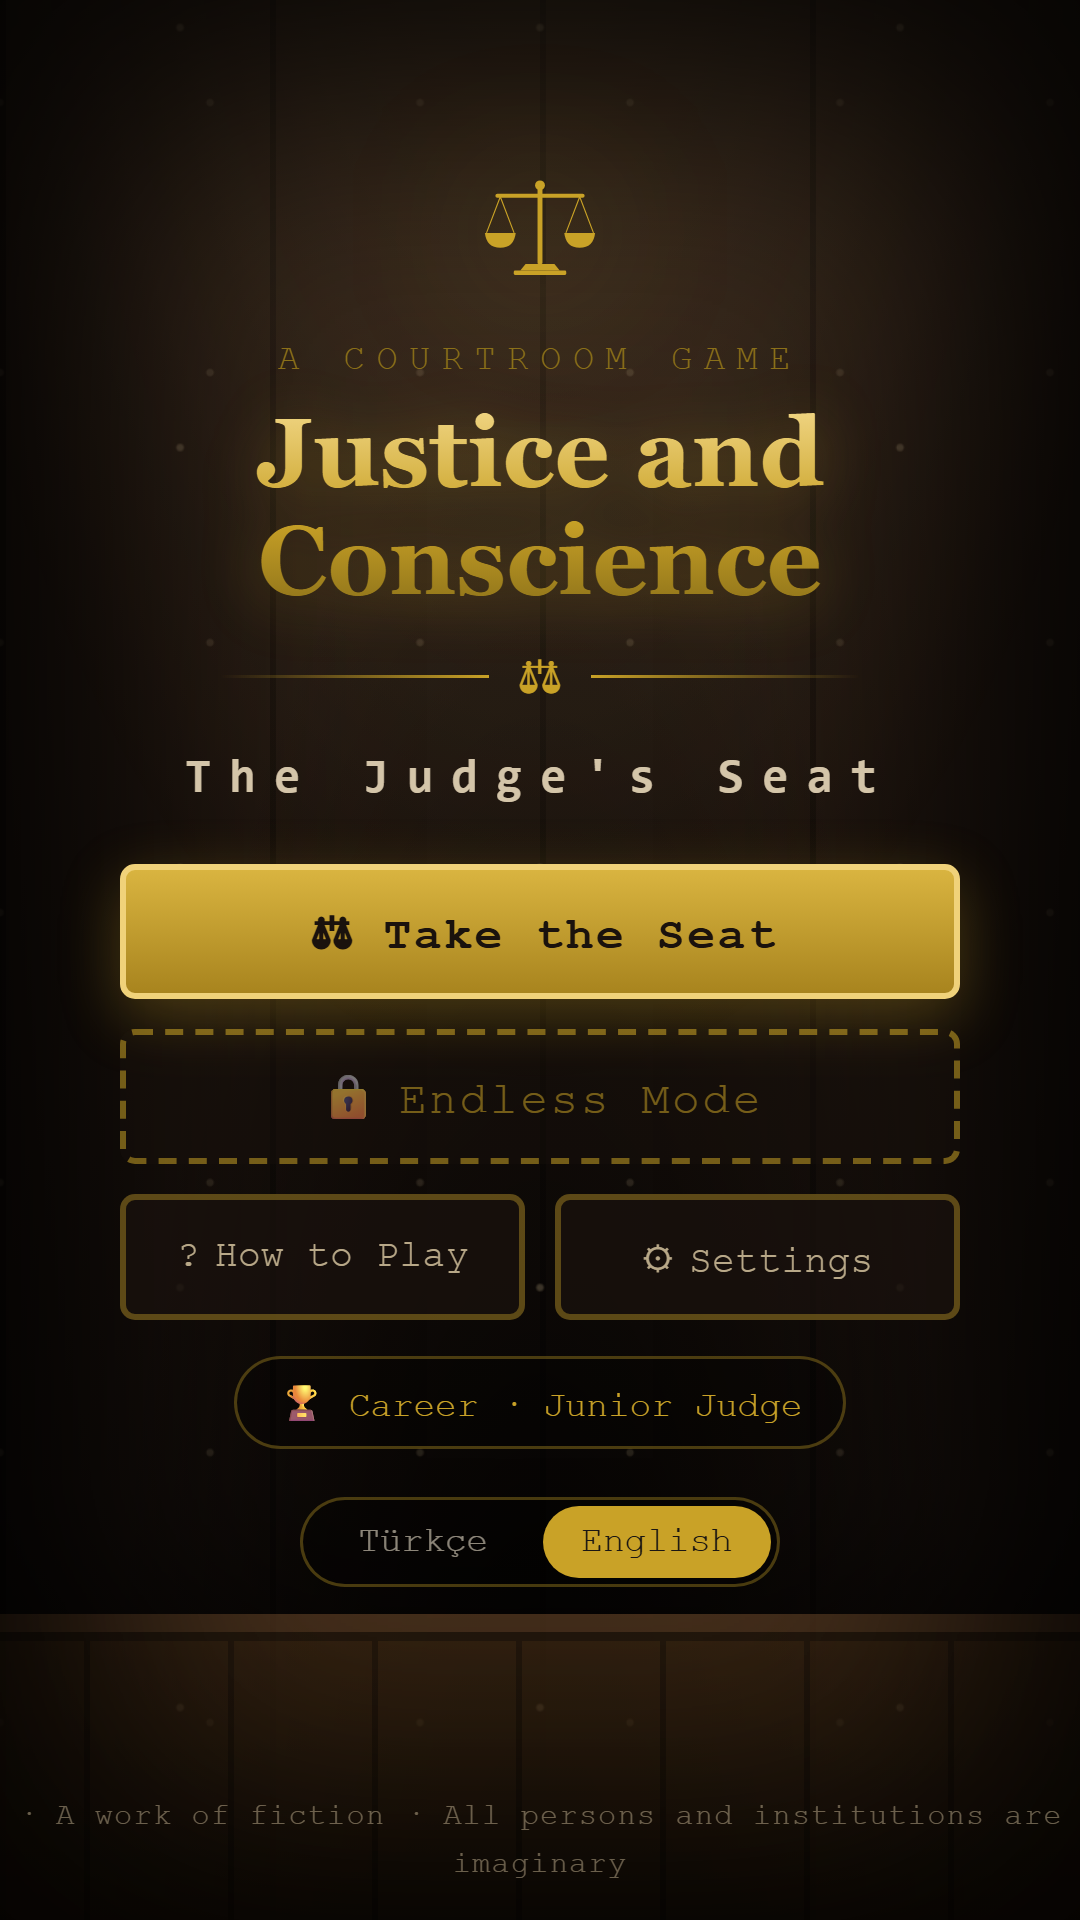 A COURTROOM GAME
Justice and
Conscience
The Judge's Seat
Take the Seat
Endless Mode
? How to Play
Settings
Career · Junior Judge
Türkçe
English
· A work of fiction · All persons and institutions are
imaginary